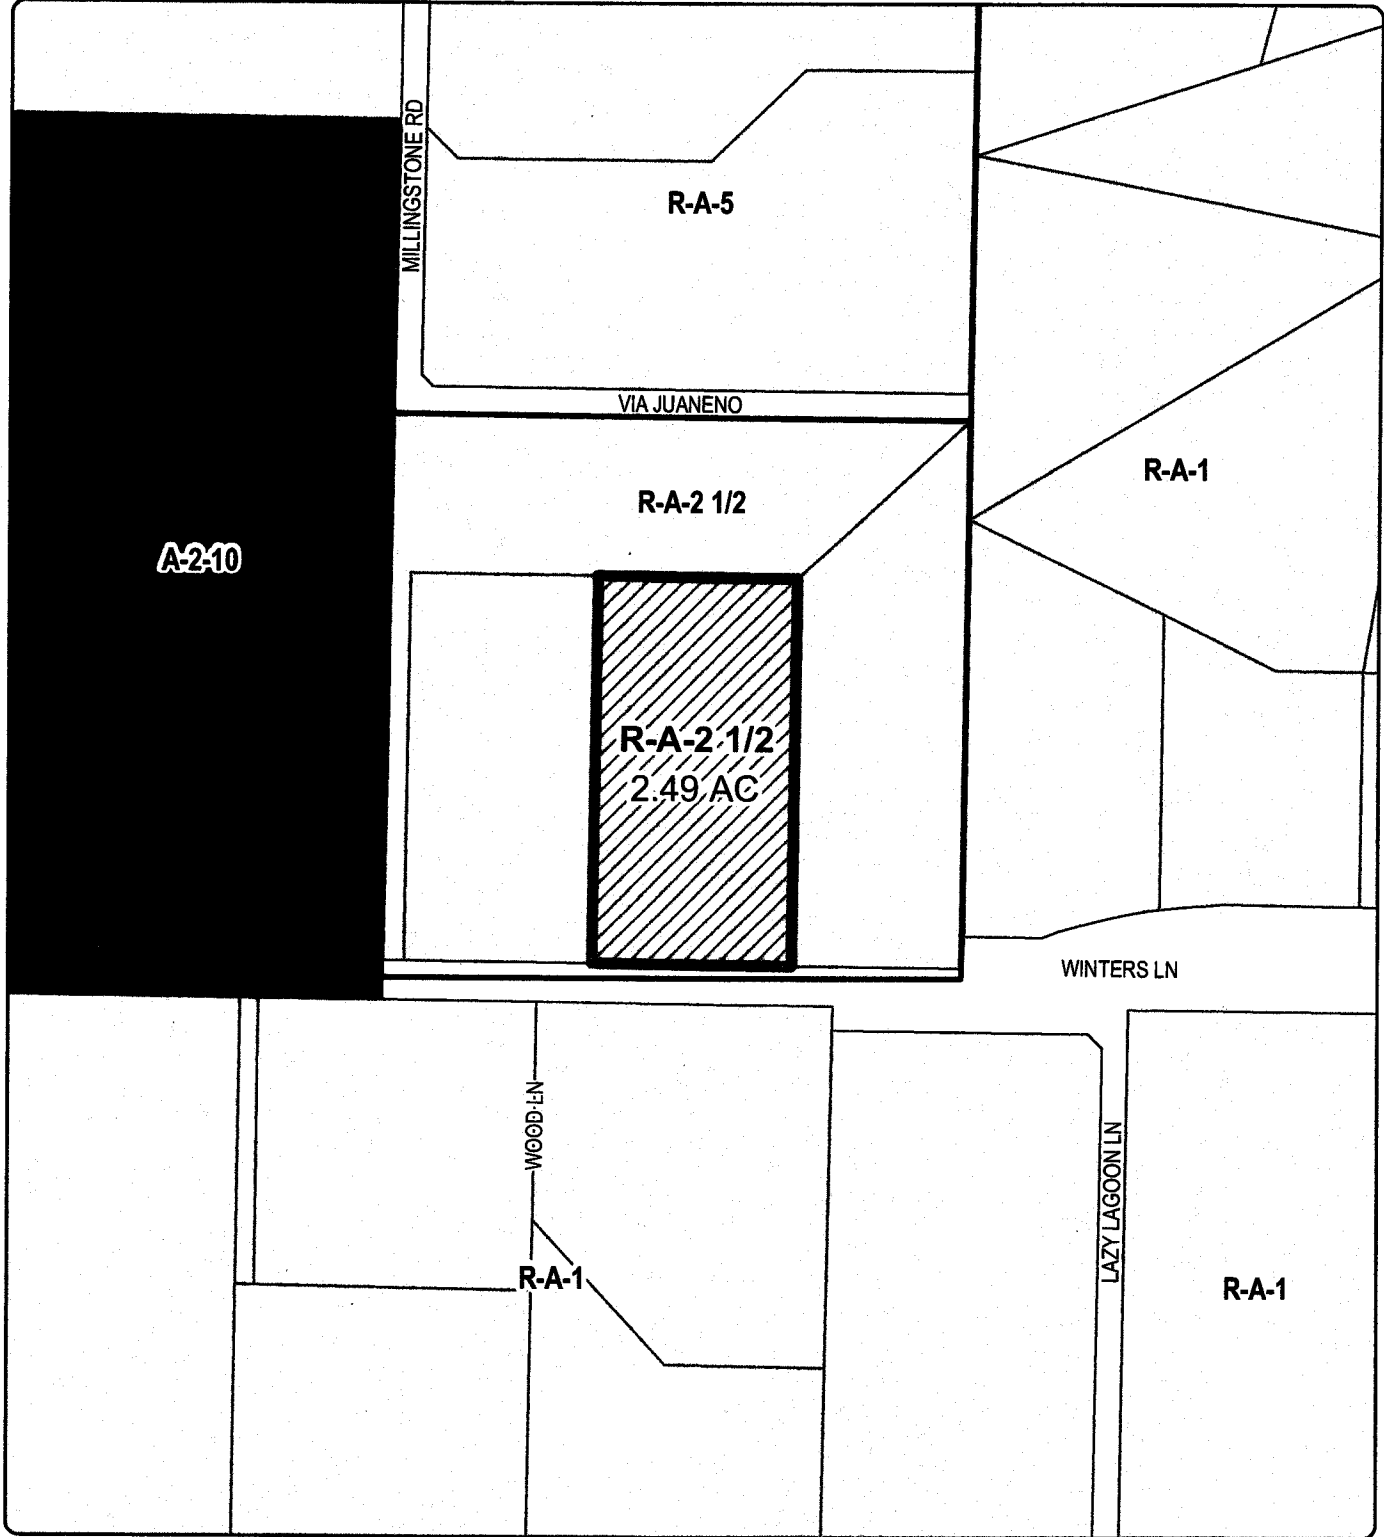 MILLINGSTONE RD
R-A-5
VIA JUANENO
R-A-1
R-A-2 1/2
A-2-10
R-A-2 1/2
2.49 AC
WINTERS LN
WOOD LN
LAZY LAGOON LN
R-A-1
R-A-1